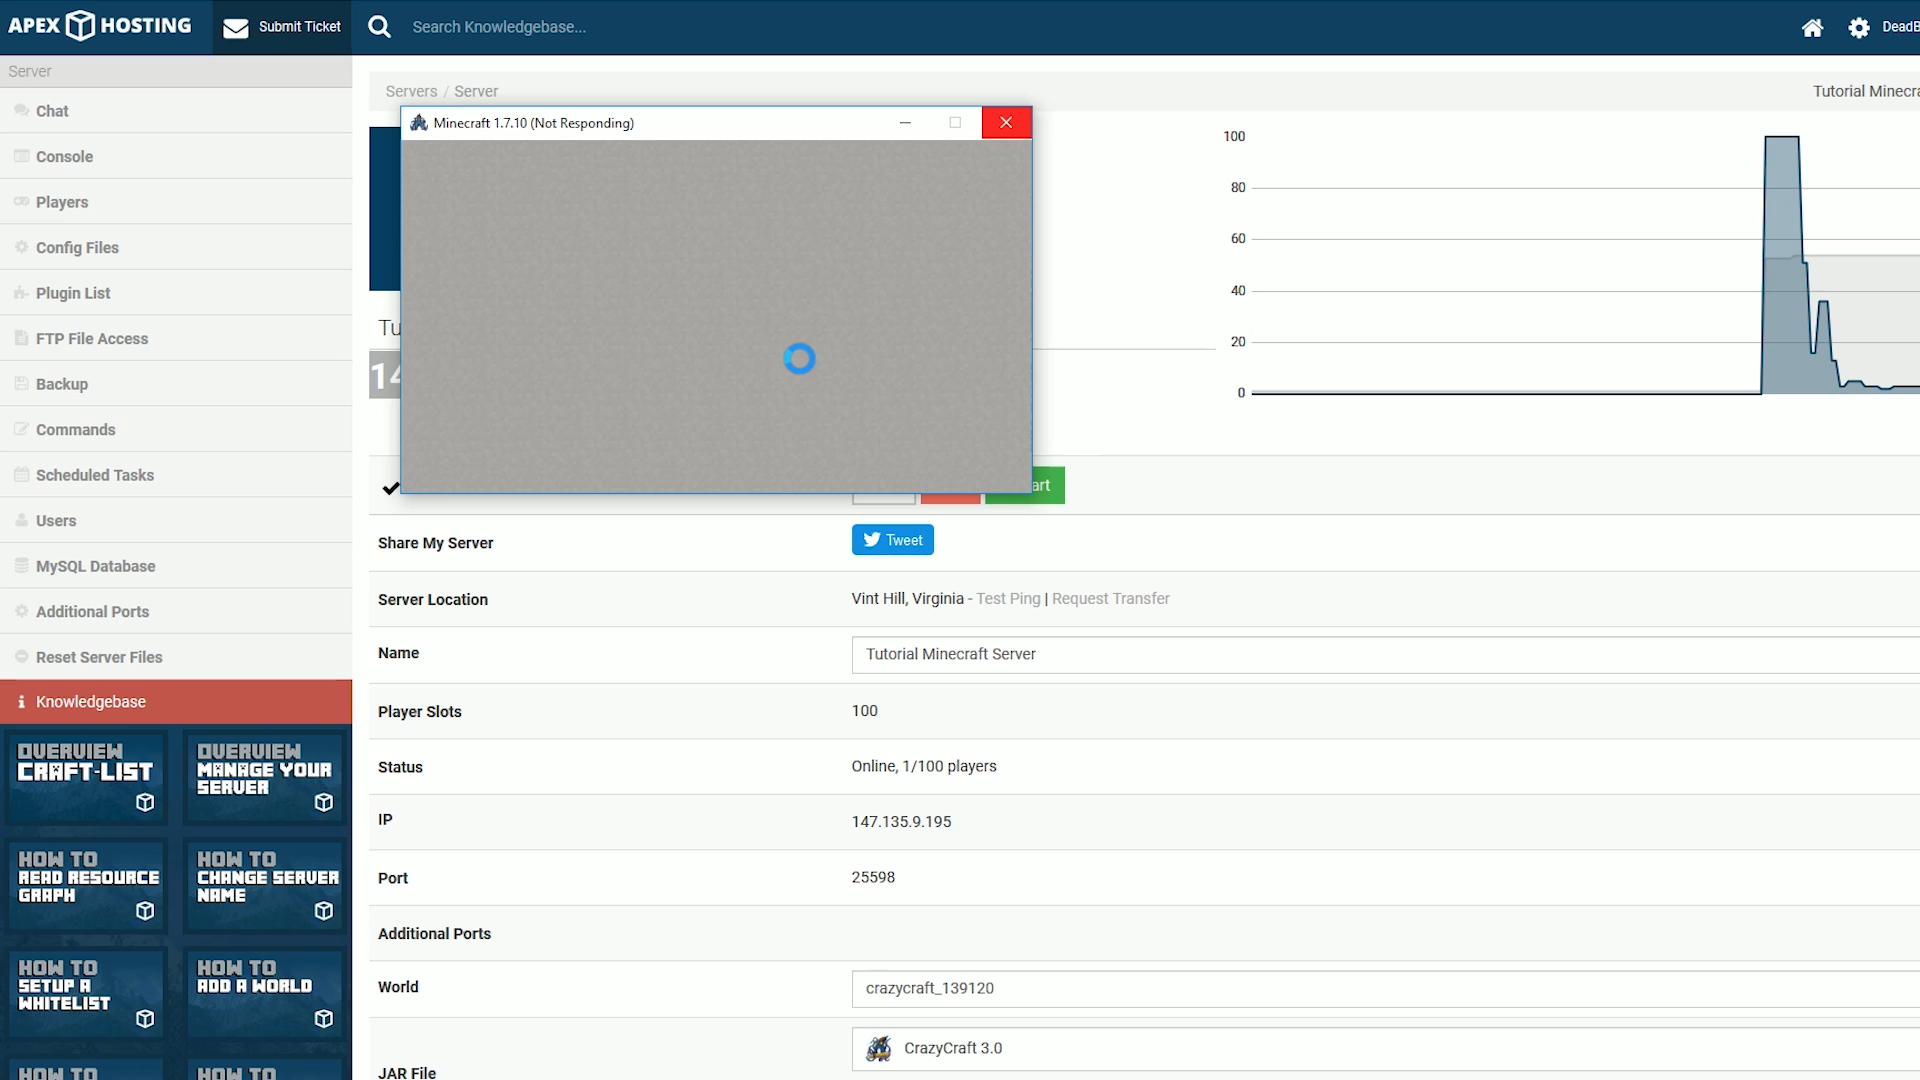 APEX HOSTING
Submit Ticket
Search Knowledgebase...
DeadB
Server
Chat
Console
Players
Config Files
Plugin List
FTP File Access
Backup
Commands
Scheduled Tasks
Users
MySQL Database
Additional Ports
Reset Server Files
Knowledgebase
OVERVIEW
CRAFT-LIST
OVERVIEW
MANAGE YOUR
SERVER
HOW TO
READ RESOURCE
GRAPH
HOW TO
CHANGE SERVER
NAME
HOW TO
SETUP A
WHITELIST
HOW TO
ADD A WORLD
HOW TO
HOW TO
Servers / Server
Tutorial Minecra
Minecraft 1.7.10 (Not Responding)
Tu
14
100
80
60
40
20
0
art
Share My Server
Tweet
Server Location
Vint Hill, Virginia - Test Ping | Request Transfer
Name
Tutorial Minecraft Server
Player Slots
100
Status
Online, 1/100 players
IP
147.135.9.195
Port
25598
Additional Ports
World
crazycraft_139120
JAR File
CrazyCraft 3.0